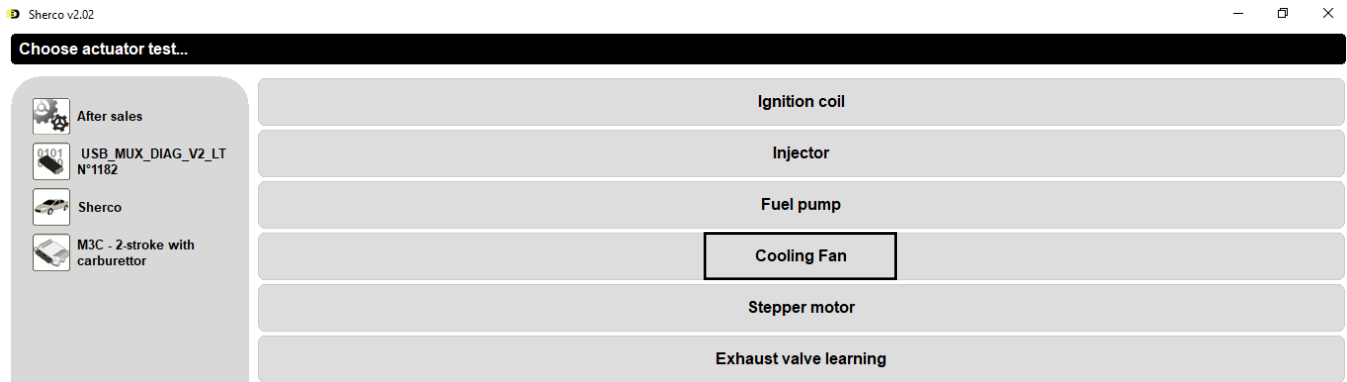 Sherco v2.02
Choose actuator test...
After sales
USB_MUX_DIAG_V2_LT
N°1182
Sherco
M3C - 2-stroke with
carburettor
Ignition coil
Injector
Fuel pump
Cooling Fan
Stepper motor
Exhaust valve learning